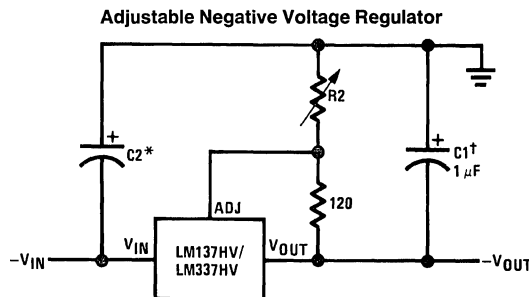 Adjustable Negative Voltage Regulator
R2
C2*
C1†
1 μF
ADJ
120
−VIN
VIN
LM137HV/
LM337HV
VOUT
−VOUT